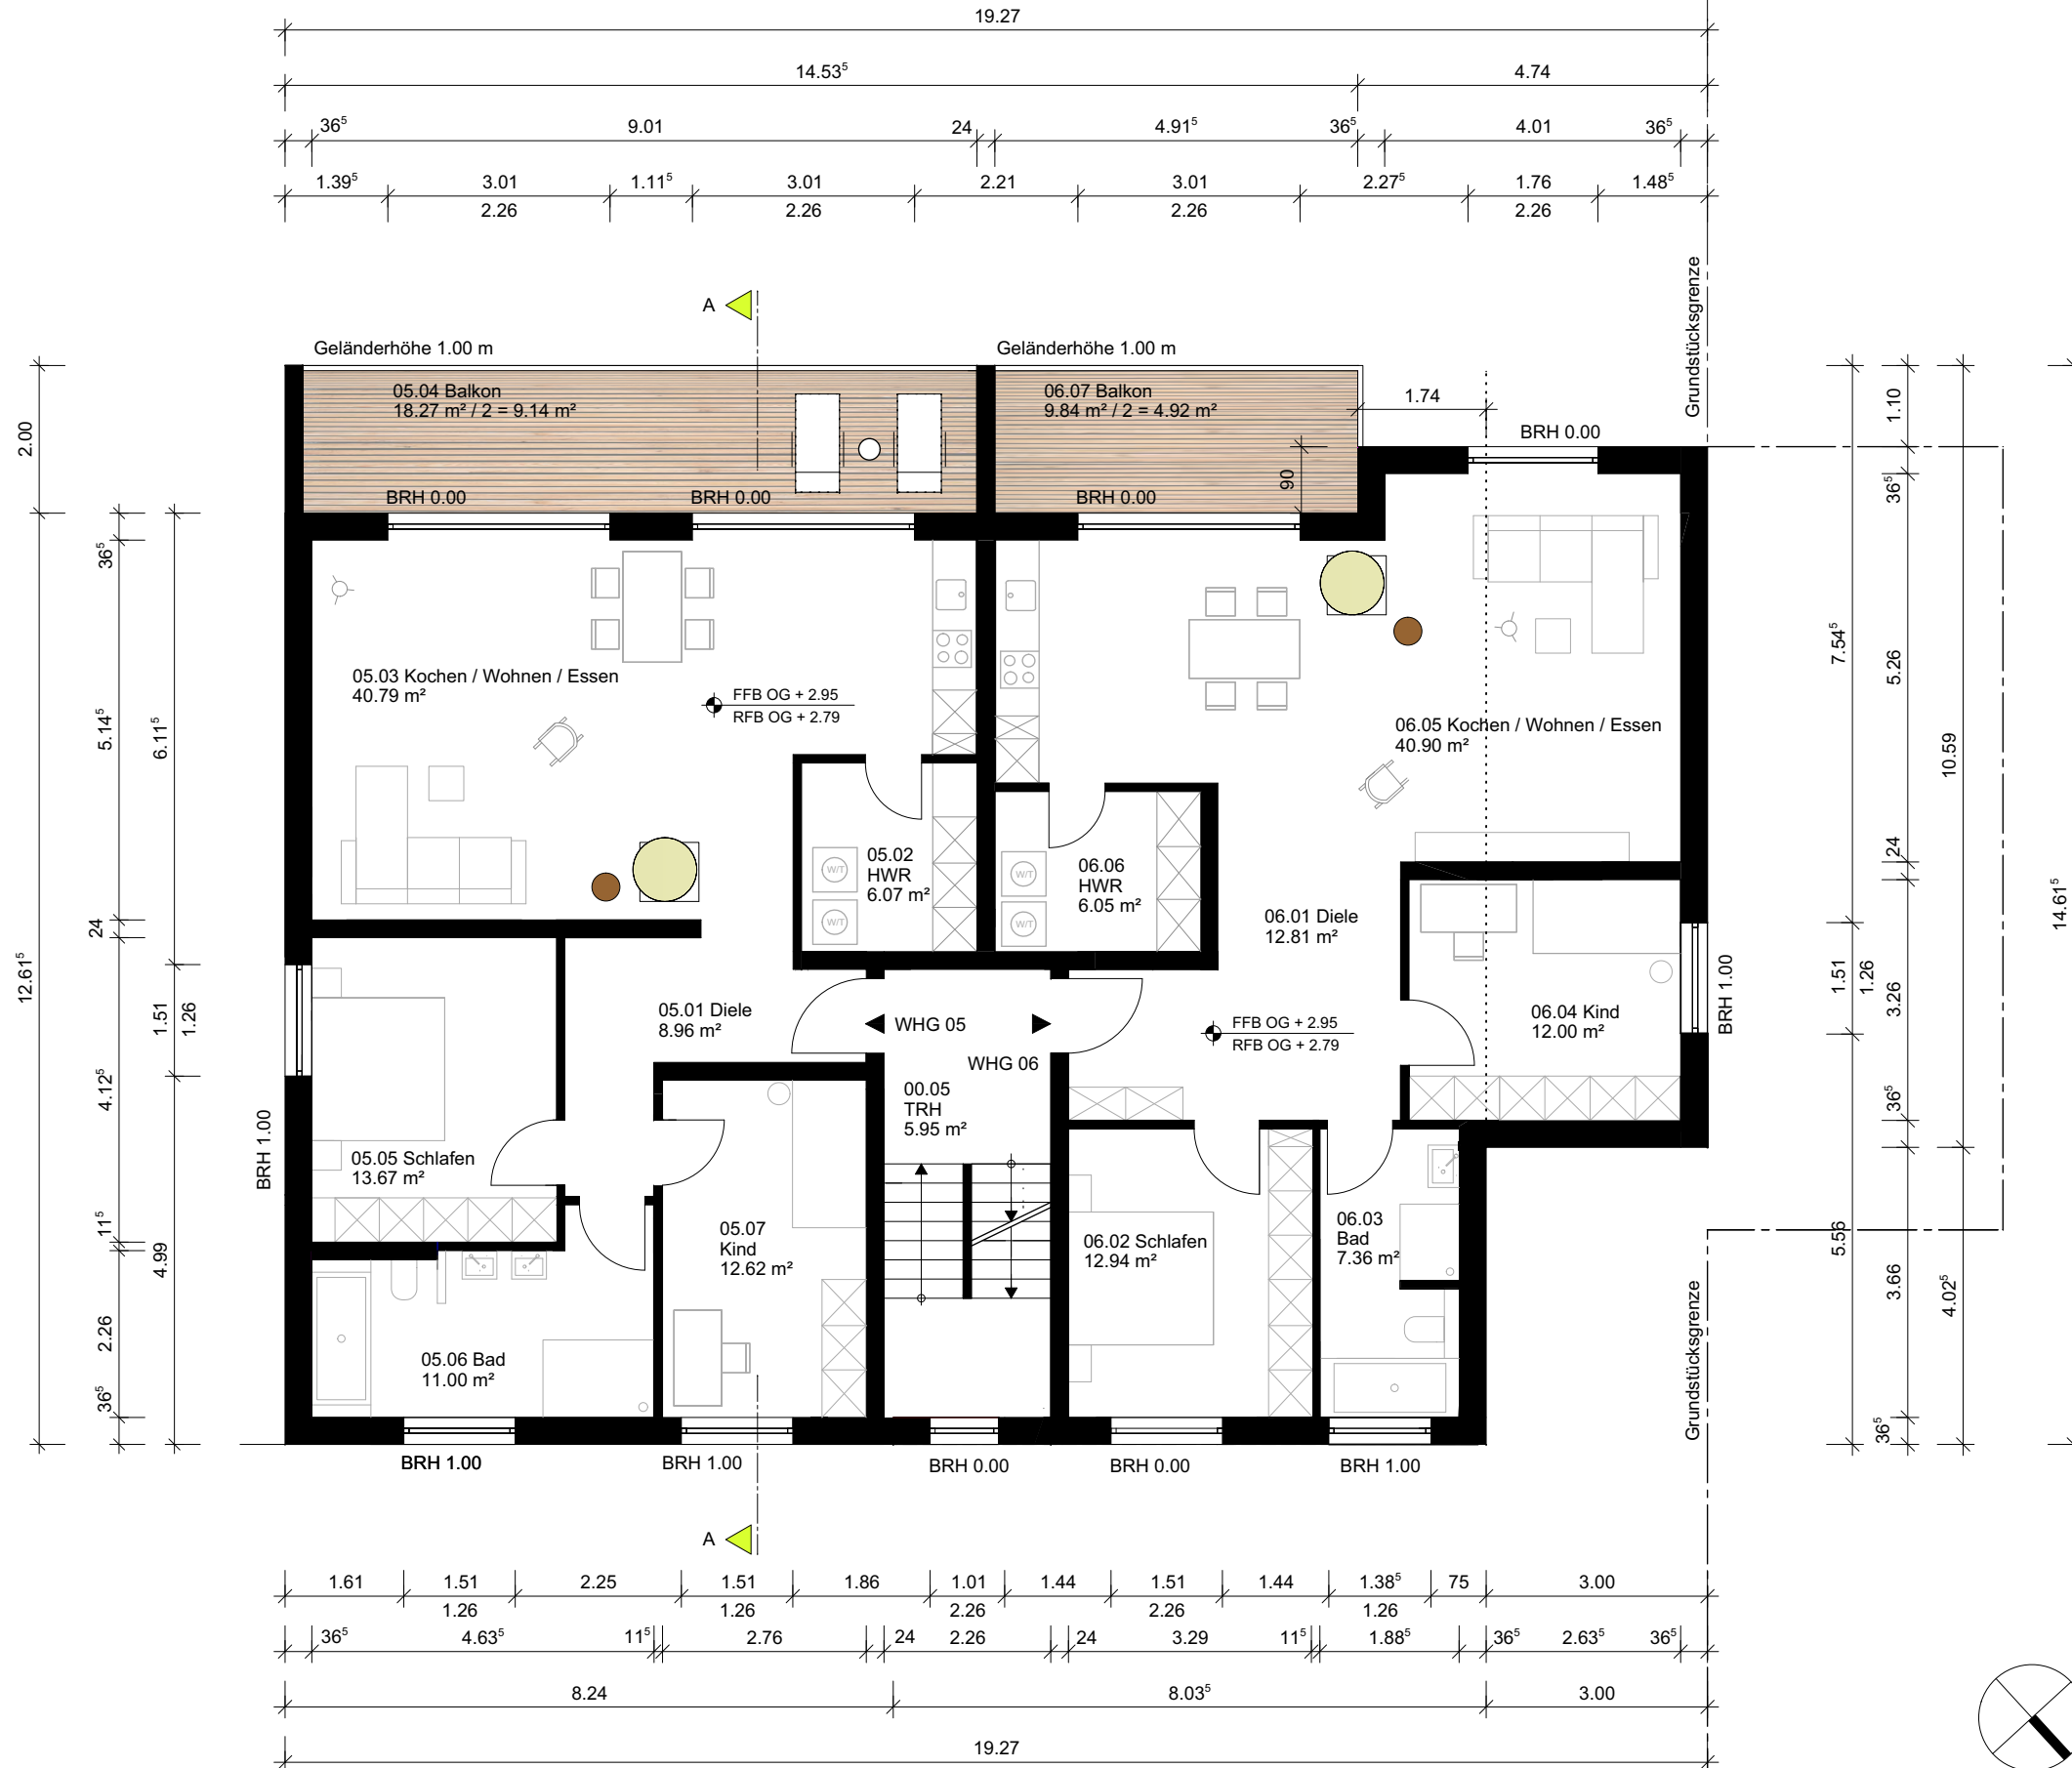 19.27
14.53⁵ 4.74
36⁵ 9.01 24 4.91⁵ 36⁵ 4.01 36⁵
1.39⁵ 3.01 1.11⁵ 3.01 2.21 3.01 2.27⁵ 1.76 1.48⁵
2.26 2.26 2.26 2.26
A
Grundstücksgrenze
Geländerhöhe 1.00 m
Geländerhöhe 1.00 m
05.04 Balkon
18.27 m² / 2 = 9.14 m²
06.07 Balkon
9.84 m² / 2 = 4.92 m²
1.74
90
BRH 0.00
BRH 0.00
BRH 0.00
BRH 0.00
05.03 Kochen / Wohnen / Essen
40.79 m²
FFB OG + 2.95
RFB OG + 2.79
06.05 Kochen / Wohnen / Essen
40.90 m²
W/T
W/T
05.02
HWR
6.07 m²
W/T
W/T
06.06
HWR
6.05 m²
06.01 Diele
12.81 m²
05.01 Diele
8.96 m²
WHG 05
WHG 06
FFB OG + 2.95
RFB OG + 2.79
06.04 Kind
12.00 m²
BRH 1.00
00.05
TRH
5.95 m²
BRH 1.00
05.05 Schlafen
13.67 m²
05.07
Kind
12.62 m²
06.02 Schlafen
12.94 m²
06.03
Bad
7.36 m²
05.06 Bad
11.00 m²
Grundstücksgrenze
BRH 1.00
BRH 1.00
BRH 0.00
BRH 0.00
BRH 1.00
A
2.00
12.61⁵
36⁵
5.14⁵
24
4.12⁵
11⁵
2.26
36⁵
6.11⁵
1.51
1.26
4.99
7.54⁵
1.51
1.26
5.56
1.10
36⁵
5.26
24
3.26
36⁵
3.66
36⁵
10.59
4.02⁵
14.61⁵
1.61 1.51 2.25 1.51 1.86 1.01 1.44 1.51 1.44 1.38⁵ 75 3.00
1.26 1.26 2.26 2.26 1.26
36⁵ 4.63⁵ 11⁵ 2.76 24 2.26 24 3.29 11⁵ 1.88⁵ 36⁵ 2.63⁵ 36⁵
8.24 8.03⁵ 3.00
19.27